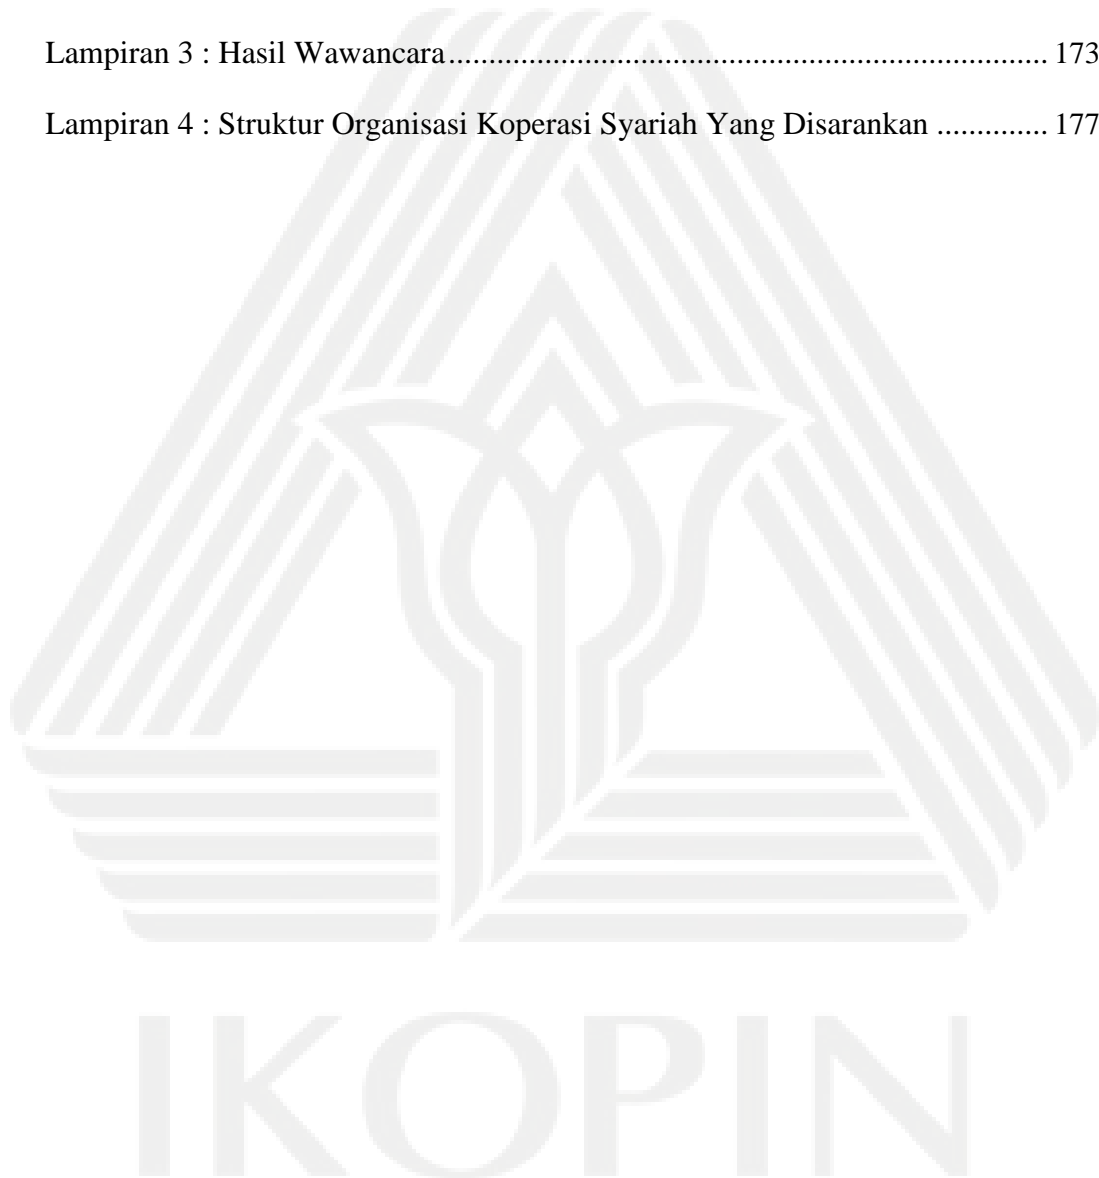 Lampiran 3 : Hasil Wawancara.......................................................................... 173
Lampiran 4 : Struktur Organisasi Koperasi Syariah Yang Disarankan .............. 177
IKOPIN